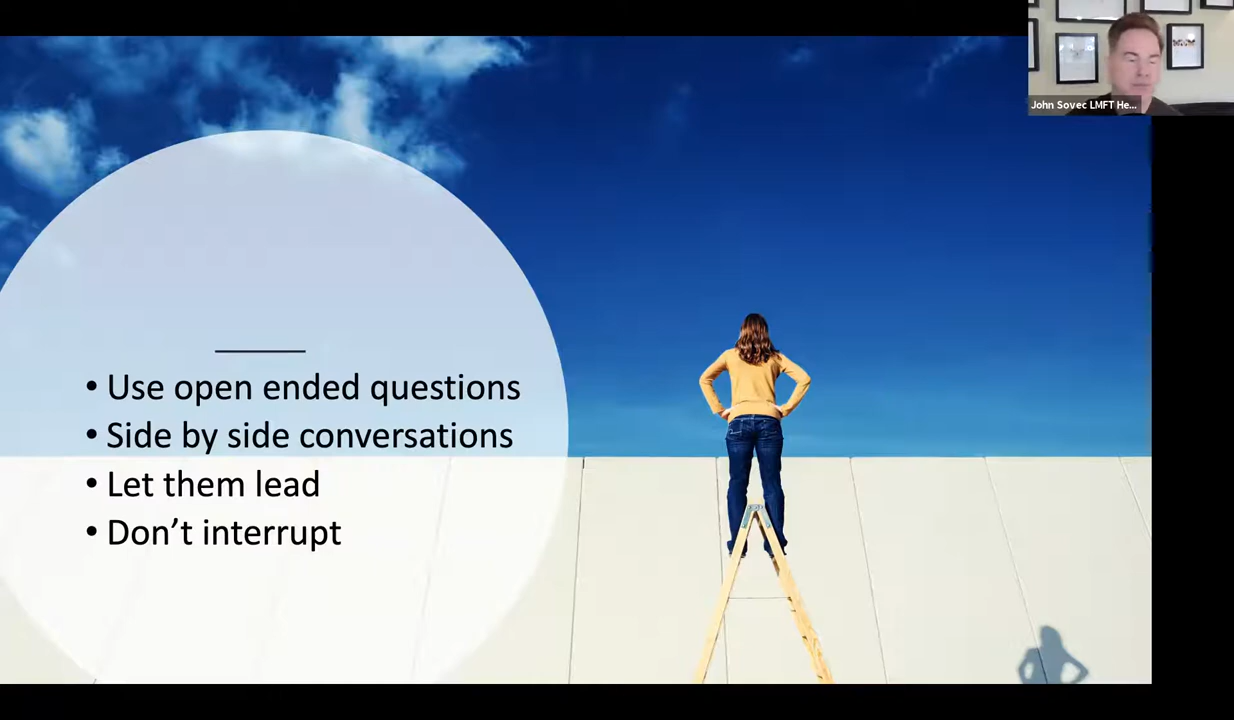 John Sovec LMFT He...
• Use open ended questions
• Side by side conversations
• Let them lead
• Don’t interrupt